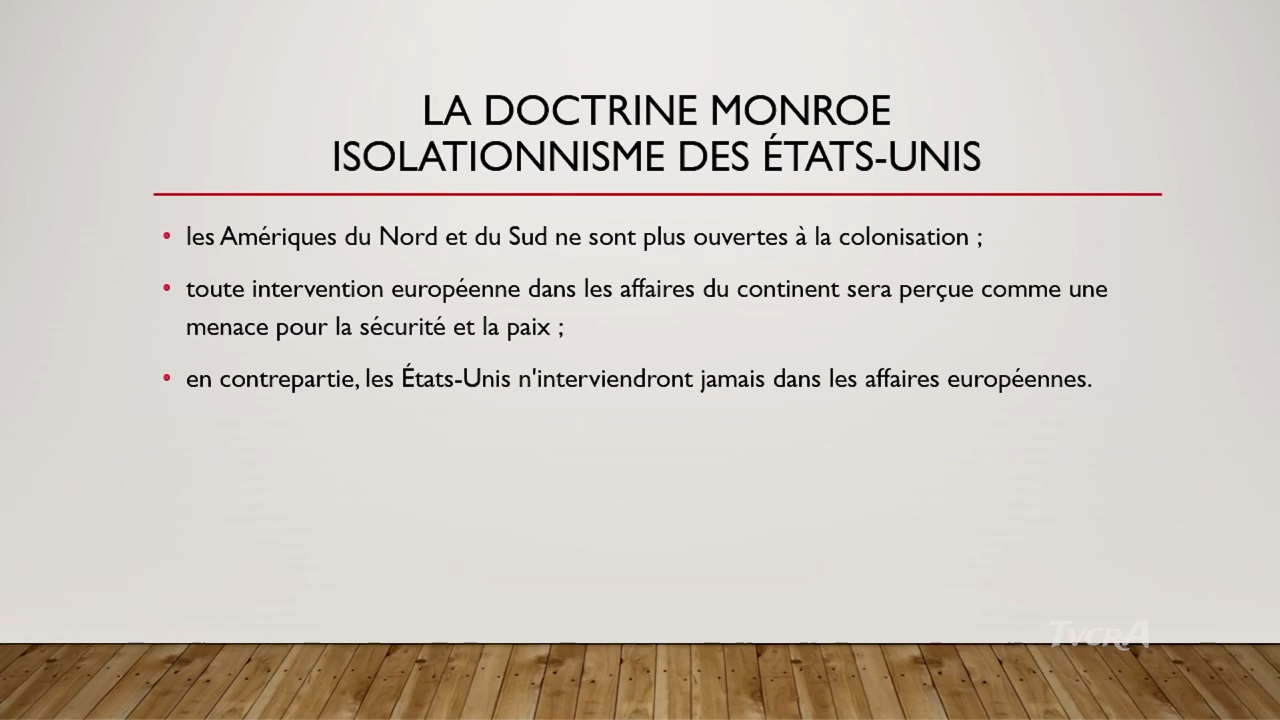 LA DOCTRINE MONROE
ISOLATIONNISME DES ÉTATS-UNIS
• les Amériques du Nord et du Sud ne sont plus ouvertes à la colonisation ;
• toute intervention européenne dans les affaires du continent sera perçue comme une
menace pour la sécurité et la paix ;
• en contrepartie, les États-Unis n'interviendront jamais dans les affaires européennes.
TVCRA